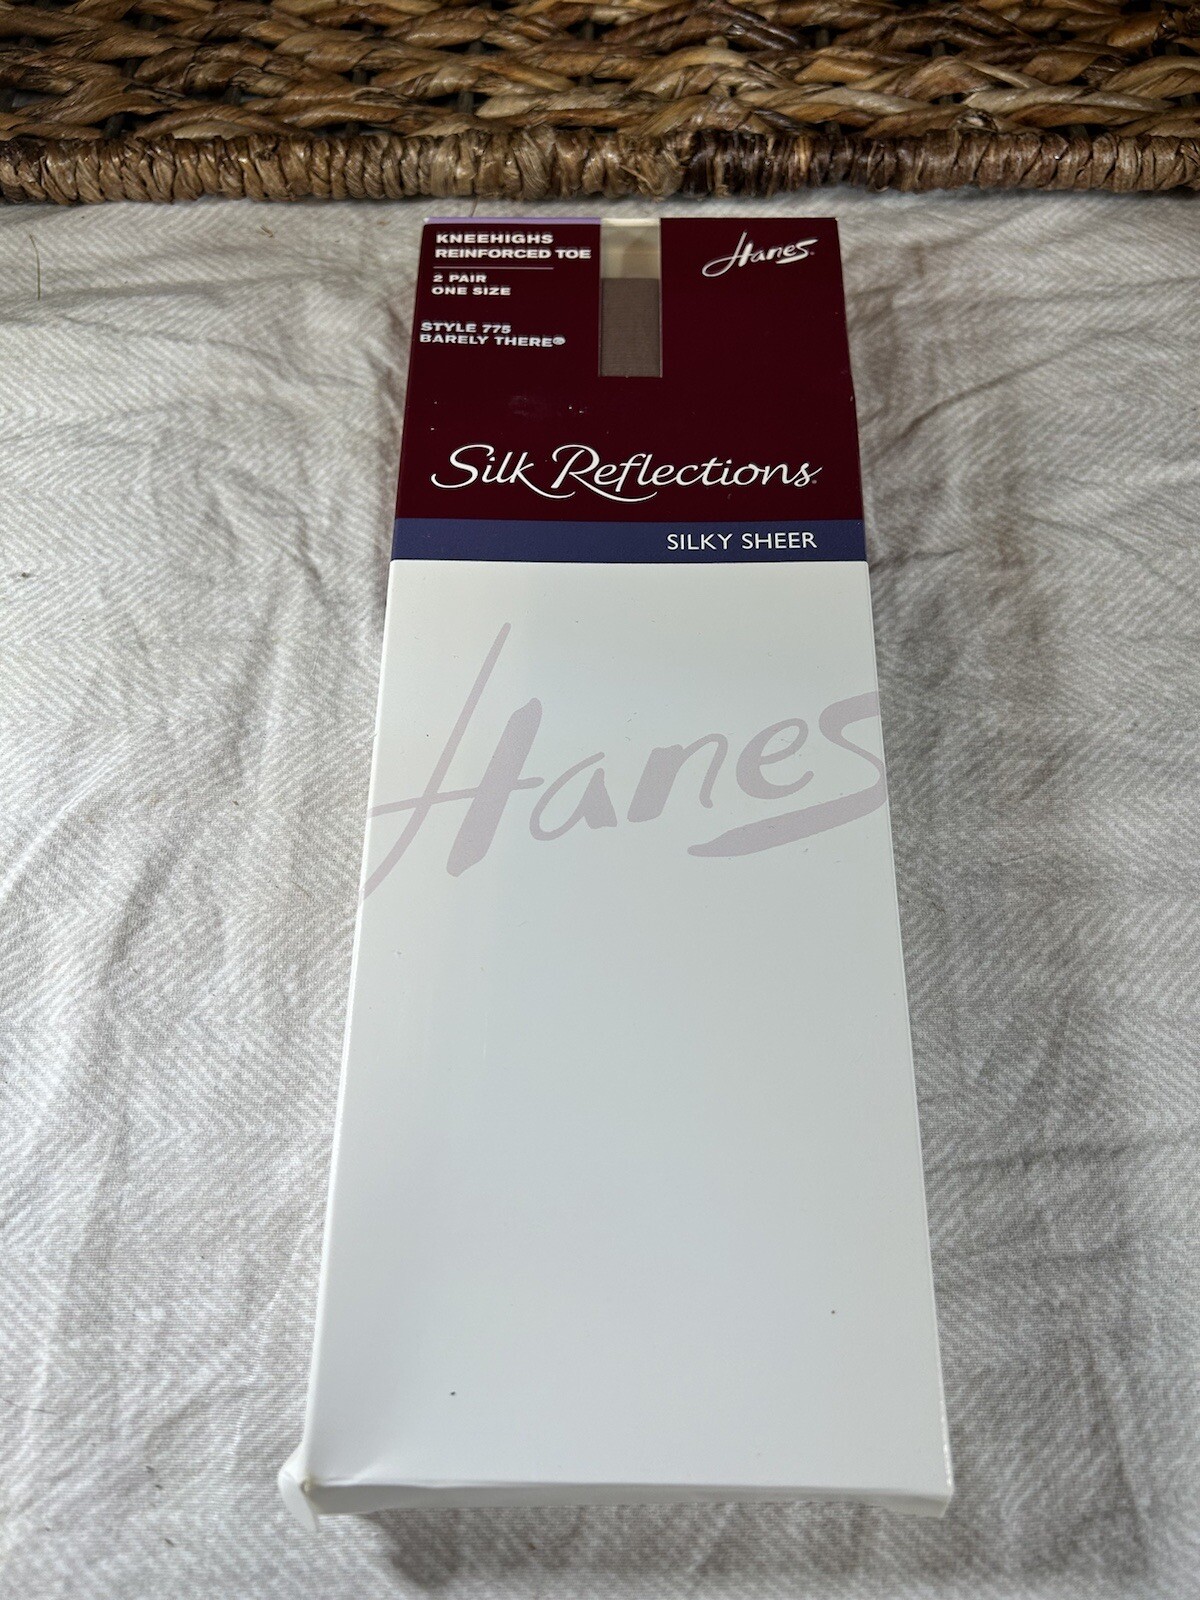 KNEEHIGHS
REINFORCED TOE
2 PAIR
ONE SIZE
STYLE 775
BARELY THERE®
Hanes
Silk Reflections
SILKY SHEER
Hanes